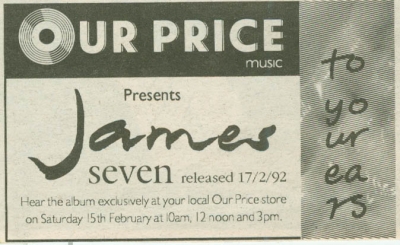 OUR PRICE
music
Presents
James
seven released 17/2/92
Hear the album exclusively at your local Our Price store
on Saturday 15th February at 10am, 12 noon and 3pm.
to
yo
ur
ea
rs